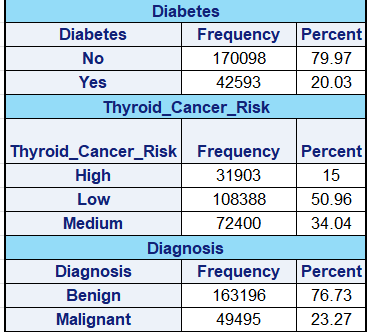 Diabetes
Diabetes Frequency Percent
No 170098 79.97
Yes 42593 20.03
Thyroid_Cancer_Risk
Thyroid_Cancer_Risk Frequency Percent
High 31903 15
Low 108388 50.96
Medium 72400 34.04
Diagnosis
Diagnosis Frequency Percent
Benign 163196 76.73
Malignant 49495 23.27